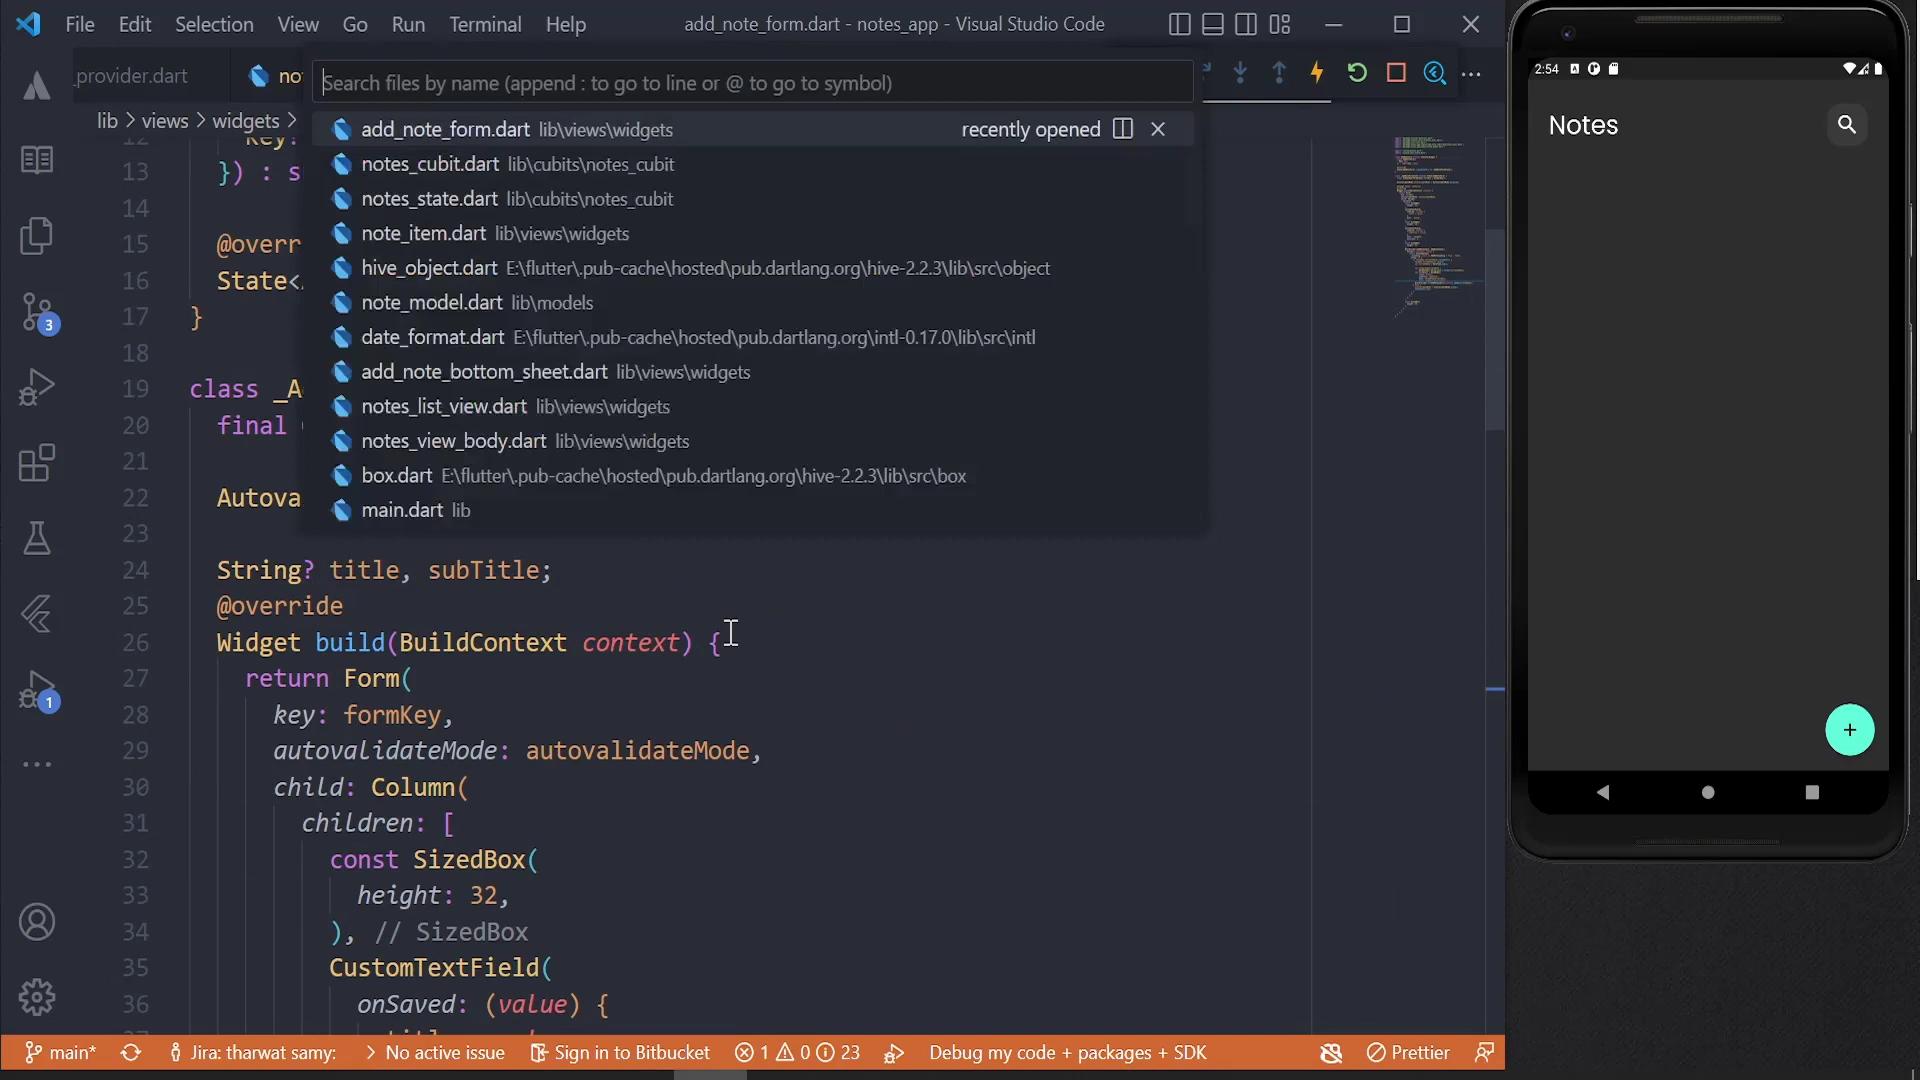 File Edit Selection View Go Run Terminal Help
add_note_form.dart - notes_app - Visual Studio Code
_provider.dart
no
Search files by name (append : to go to line or @ to go to symbol)
lib > views > widgets >
add_note_form.dart lib\views\widgets recently opened
notes_cubit.dart lib\cubits\notes_cubit
notes_state.dart lib\cubits\notes_cubit
note_item.dart lib\views\widgets
hive_object.dart E:\flutter\.pub-cache\hosted\pub.dartlang.org\hive-2.2.3\lib\src\object
note_model.dart lib\models
date_format.dart E:\flutter\.pub-cache\hosted\pub.dartlang.org\intl-0.17.0\lib\src\intl
add_note_bottom_sheet.dart lib\views\widgets
notes_list_view.dart lib\views\widgets
notes_view_body.dart lib\views\widgets
box.dart E:\flutter\.pub-cache\hosted\pub.dartlang.org\hive-2.2.3\lib\src\box
main.dart lib
13 }) : s
14
15 @overr
16 State<
17 }
18
19 class _A
20 final
21
22 Autova
23
24 String? title, subTitle;
25 @override
26 Widget build(BuildContext context) {
27 return Form(
28 key: formKey,
29 autovalidateMode: autovalidateMode,
30 child: Column(
31 children: [
32 const SizedBox(
33 height: 32,
34 ), // SizedBox
35 CustomTextField(
36 onSaved: (value) {
3
1
main* Jira: tharwat samy: > No active issue Sign in to Bitbucket 1 0 23 Debug my code + packages + SDK Prettier
2:54
Notes
+